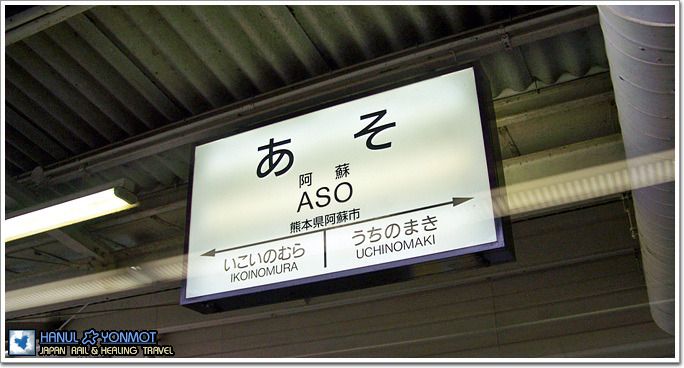 あそ
阿蘇
ASO
熊本県阿蘇市
いこいのむら うちのまき
IKOINOMURA UCHINOMAKI
HANUL YONMOT
JAPAN RAIL & HEALING TRAVEL